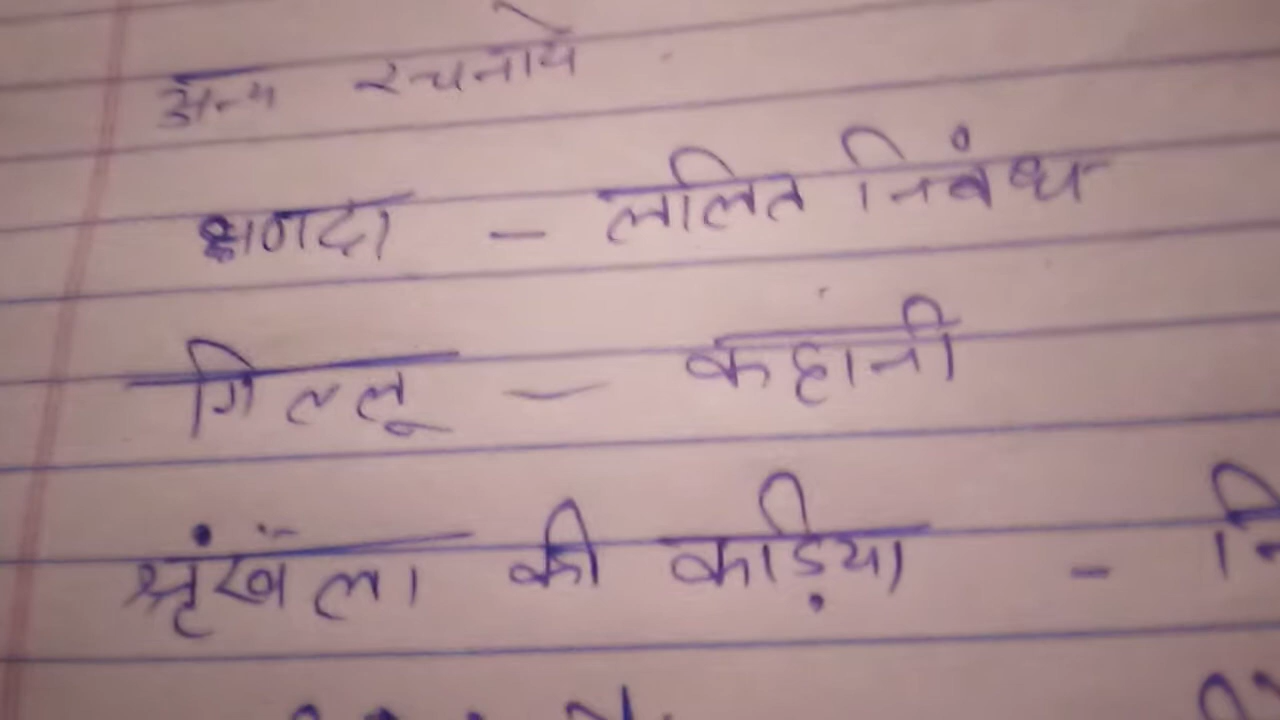 अन्य रचनाये
क्षणदा - ललित निबंध
गिल्लू - कहांनी
श्रृंखला की कड़िया -